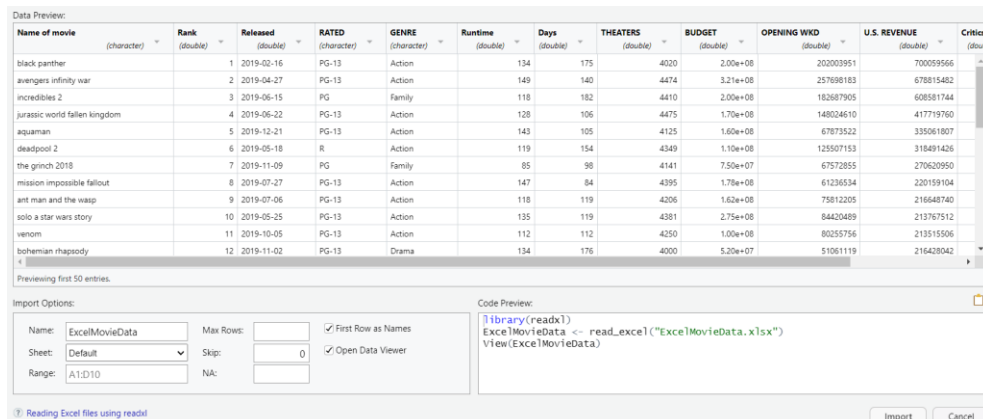 Data Preview:
Name of movie Rank Released RATED GENRE Runtime Days THEATERS BUDGET OPENING WKD U.S. REVENUE Critics
(character) (double) (double) (character) (character) (double) (double) (double) (double) (double) (double) (dou
black panther 1 2019-02-16 PG-13 Action 134 175 4020 2.00e+08 202003951 700059566
avengers infinity war 2 2019-04-27 PG-13 Action 149 140 4474 3.21e+08 257698183 678815482
incredibles 2 3 2019-06-15 PG Family 118 182 4410 2.00e+08 182687905 608581744
jurassic world fallen kingdom 4 2019-06-22 PG-13 Action 128 106 4475 1.70e+08 148024610 417719760
aquaman 5 2019-12-21 PG-13 Action 143 105 4125 1.60e+08 67873522 335061807
deadpool 2 6 2019-05-18 R Action 119 154 4349 1.10e+08 125507153 318491426
the grinch 2018 7 2019-11-09 PG Family 85 98 4141 7.50e+07 67572855 270620950
mission impossible fallout 8 2019-07-27 PG-13 Action 147 84 4395 1.78e+08 61236534 220159104
ant man and the wasp 9 2019-07-06 PG-13 Action 118 119 4206 1.62e+08 75812205 216648740
solo a star wars story 10 2019-05-25 PG-13 Action 135 119 4381 2.75e+08 84420489 213767512
venom 11 2019-10-05 PG-13 Action 112 112 4250 1.00e+08 80255756 213515506
bohemian rhapsody 12 2019-11-02 PG-13 Drama 134 176 4000 5.20e+07 51061119 216428042
Previewing first 50 entries.
Import Options:
Name: ExcelMovieData Max Rows: First Row as Names
Sheet: Default Skip: 0 Open Data Viewer
Range: A1:D10 NA:
Code Preview:
library(readxl)
ExcelMovieData <- read_excel("ExcelMovieData.xlsx")
View(ExcelMovieData)
? Reading Excel files using readxl
Import Cancel